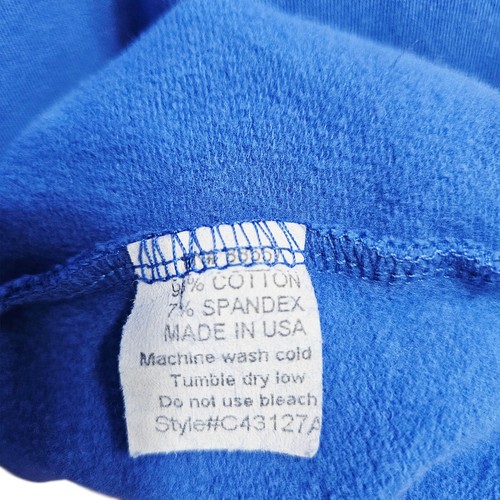 % COTTON
7% SPANDEX
MADE IN USA
Machine wash cold
Tumble dry low
Do not use bleach
Style#C43127A